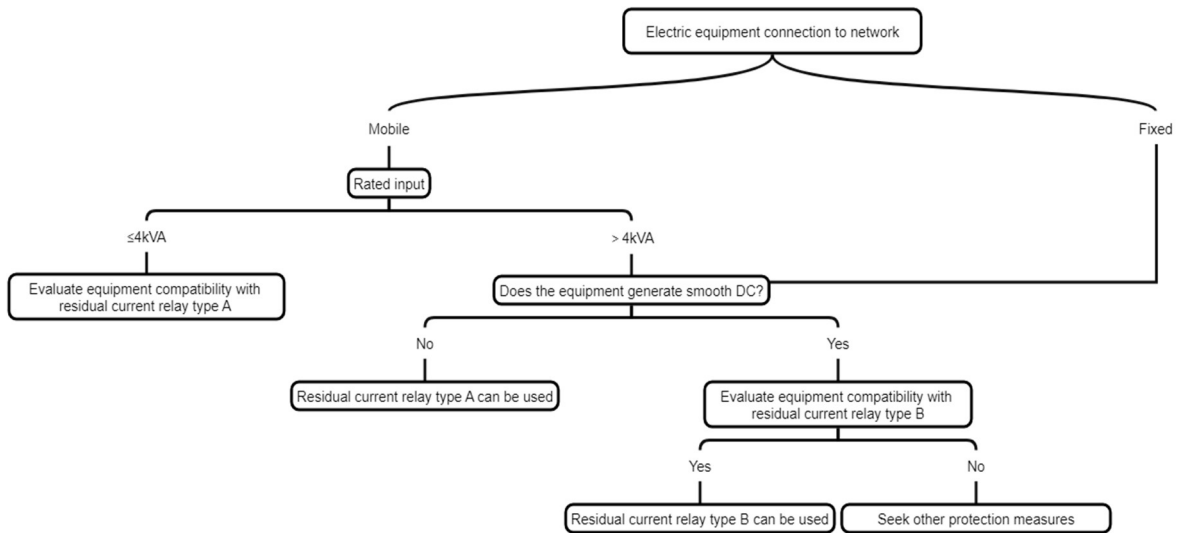 Electric equipment connection to network
Mobile
Fixed
Rated input
≤4kVA
> 4kVA
Evaluate equipment compatibility with
residual current relay type A
Does the equipment generate smooth DC?
No
Yes
Residual current relay type A can be used
Evaluate equipment compatibility with
residual current relay type B
Yes
No
Residual current relay type B can be used
Seek other protection measures